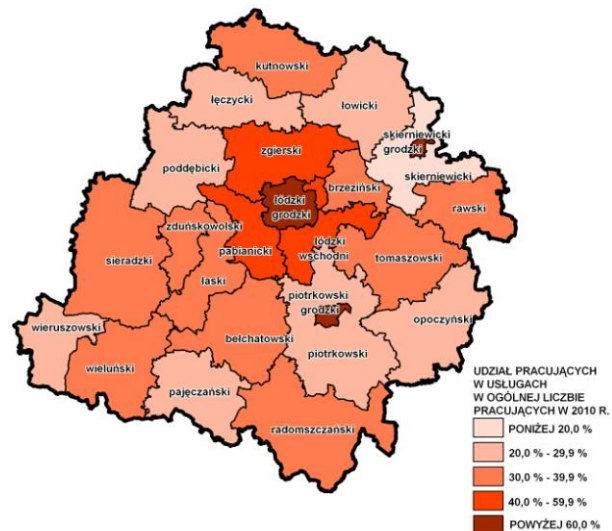 kutnowski
łęczycki
łowicki
skierniewicki
grodzki
zgierski
poddębicki
brzeziński
skierniewicki
łódzki
grodzki
rawski
zduńskowolski
łódzki
wschodni
sieradzki
pabianicki
tomaszowski
łaski
piotrkowski
grodzki
opoczyński
wieruszowski
bełchatowski
piotrkowski
wieluński
pajęczański
radomszczański
UDZIAŁ PRACUJĄCYCH
W USŁUGACH
W OGÓLNEJ LICZBIE
PRACUJĄCYCH W 2010 R.
PONIŻEJ 20,0 %
20,0 % - 29,9 %
30,0 % - 39,9 %
40,0 % - 59,9 %
POWYŻEJ 60,0 %